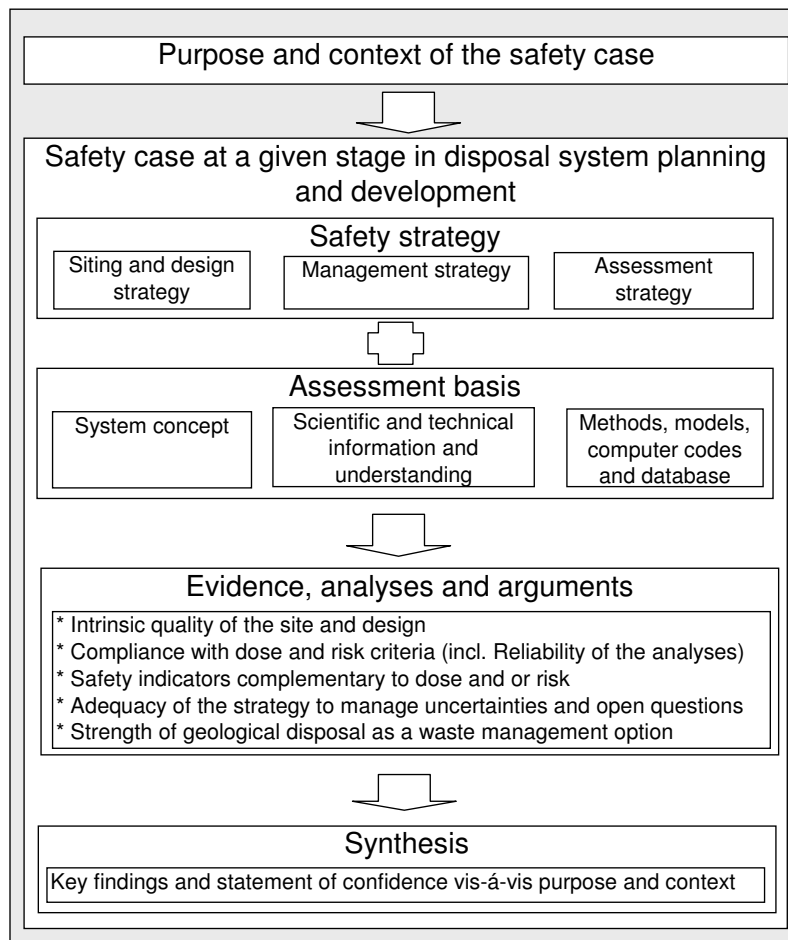 Purpose and context of the safety case
Safety case at a given stage in disposal system planning
and development
Safety strategy
Siting and design
strategy
Management strategy
Assessment
strategy
Assessment basis
System concept
Scientific and technical
information and
understanding
Methods, models,
computer codes
and database
Evidence, analyses and arguments
* Intrinsic quality of the site and design
* Compliance with dose and risk criteria (incl. Reliability of the analyses)
* Safety indicators complementary to dose and or risk
* Adequacy of the strategy to manage uncertainties and open questions
* Strength of geological disposal as a waste management option
Synthesis
Key findings and statement of confidence vis-á-vis purpose and context